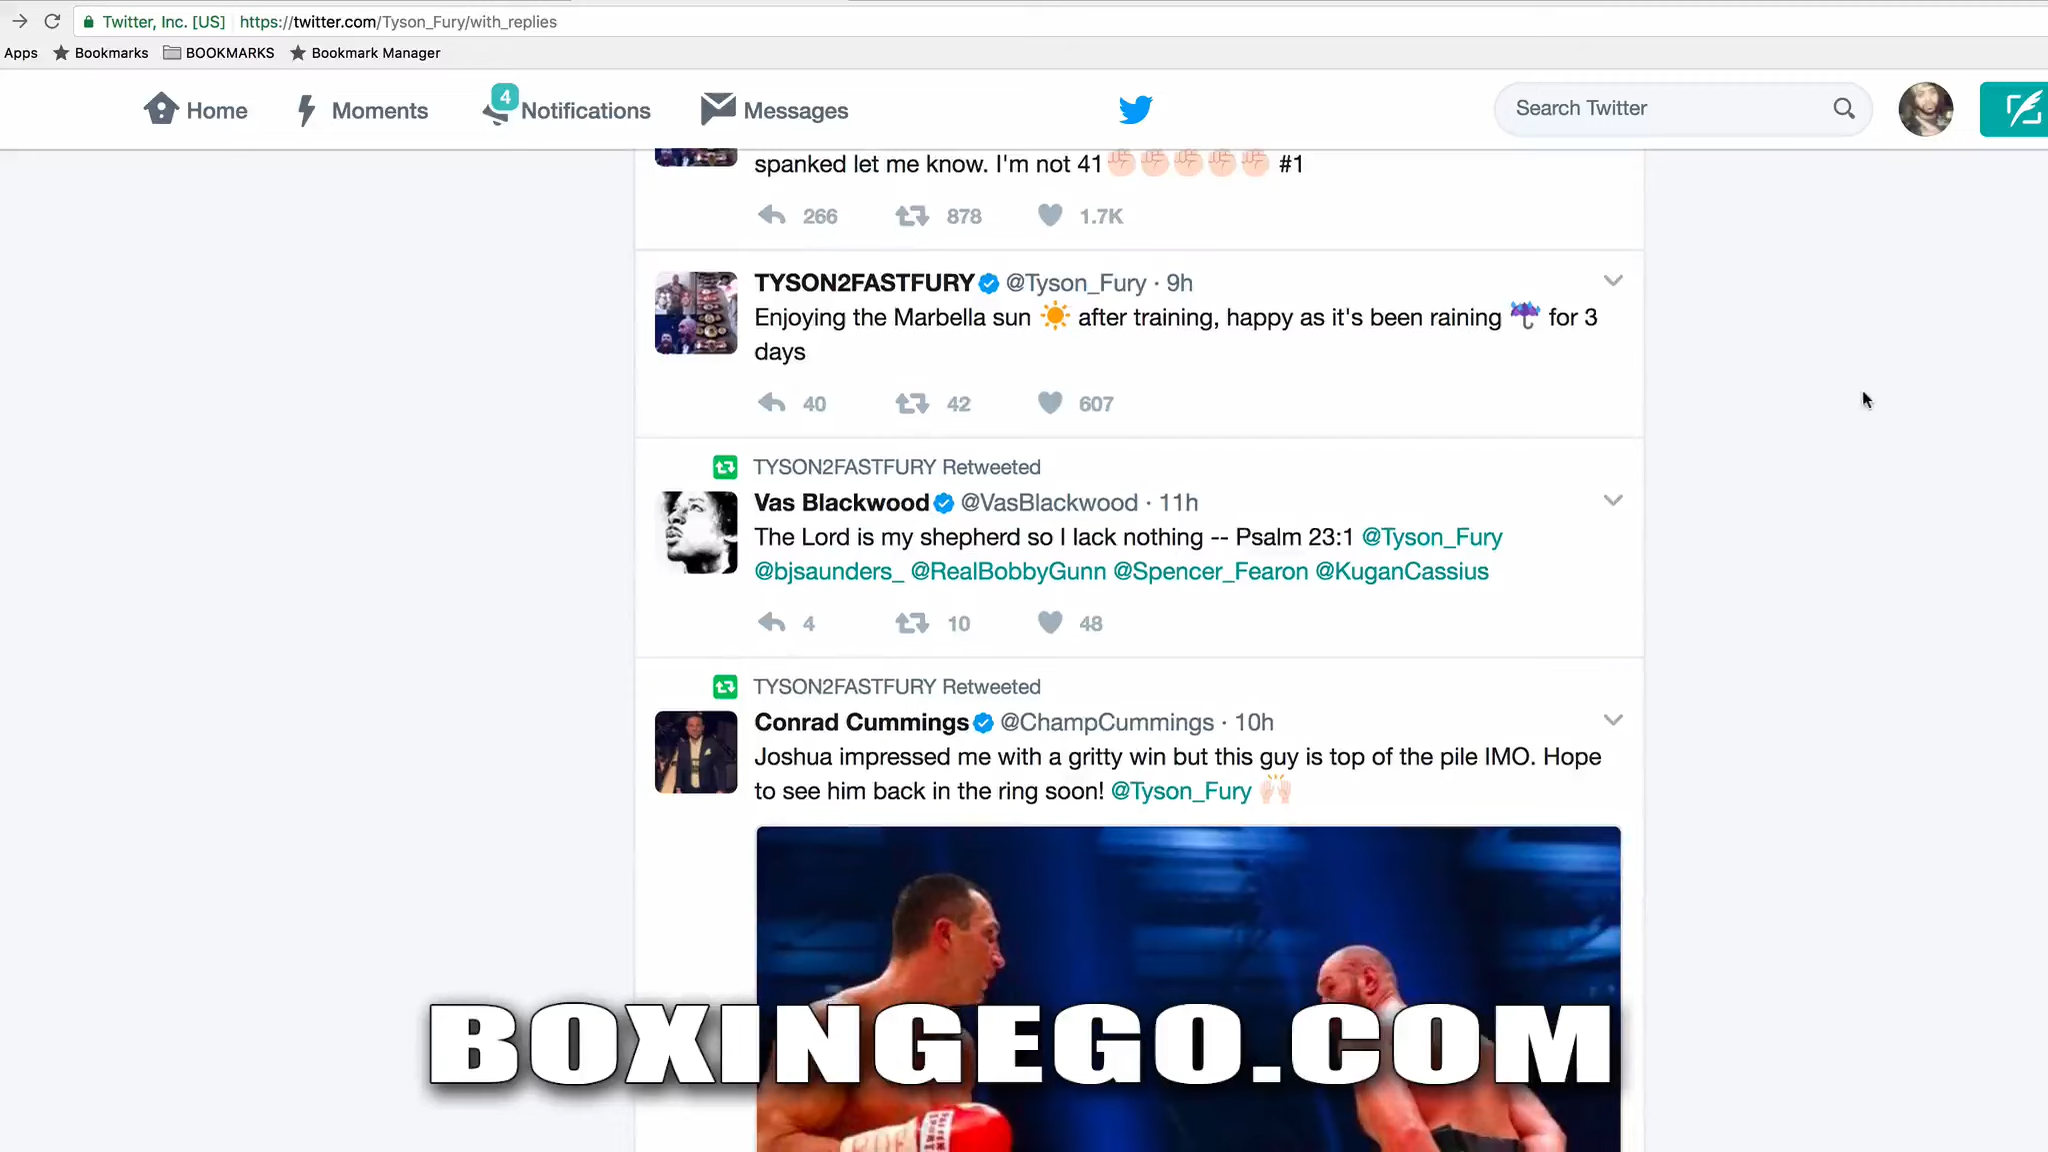 Twitter, Inc. [US] https://twitter.com/Tyson_Fury/with_replies
Apps Bookmarks BOOKMARKS Bookmark Manager
Home Moments 4 Notifications Messages Search Twitter
spanked let me know. I'm not 41✊🏻✊🏻✊🏻✊🏻✊🏻 #1
266 878 1.7K
TYSON2FASTFURY @Tyson_Fury · 9h
Enjoying the Marbella sun ☀️ after training, happy as it's been raining ☔ for 3
days
40 42 607
TYSON2FASTFURY Retweeted
Vas Blackwood @VasBlackwood · 11h
The Lord is my shepherd so I lack nothing -- Psalm 23:1 @Tyson_Fury
@bjsaunders_ @RealBobbyGunn @Spencer_Fearon @KuganCassius
4 10 48
TYSON2FASTFURY Retweeted
Conrad Cummings @ChampCummings · 10h
Joshua impressed me with a gritty win but this guy is top of the pile IMO. Hope
to see him back in the ring soon! @Tyson_Fury 🙌🏻
BOXINGEGO.COM